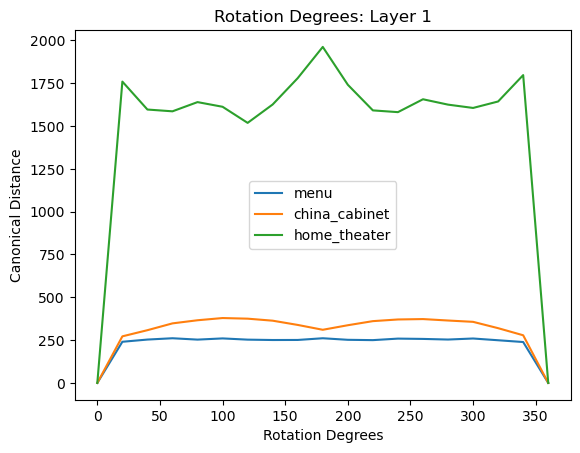 Rotation Degrees: Layer 1
2000
1750
1500
1250
1000
750
500
250
0
Canonical Distance
menu
china_cabinet
home_theater
0 50 100 150 200 250 300 350
Rotation Degrees